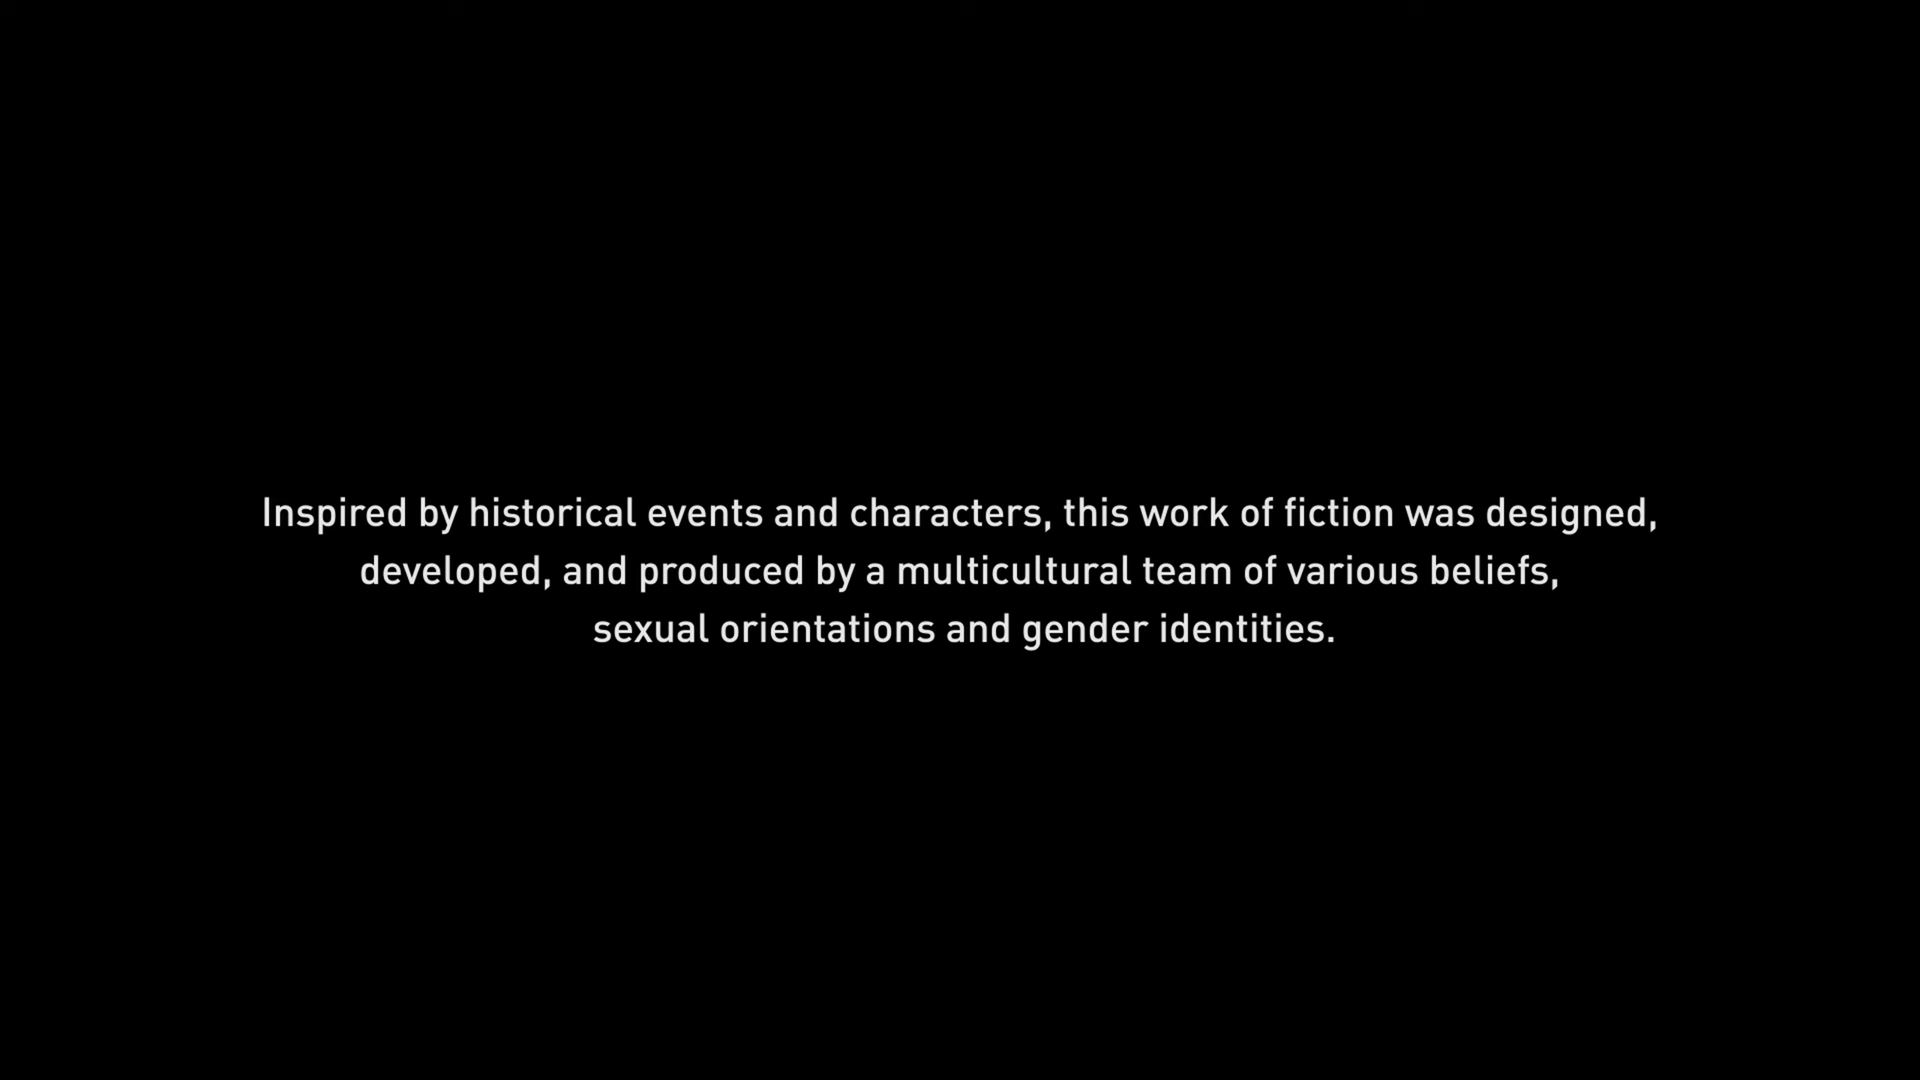 Inspired by historical events and characters, this work of fiction was designed,
developed, and produced by a multicultural team of various beliefs,
sexual orientations and gender identities.